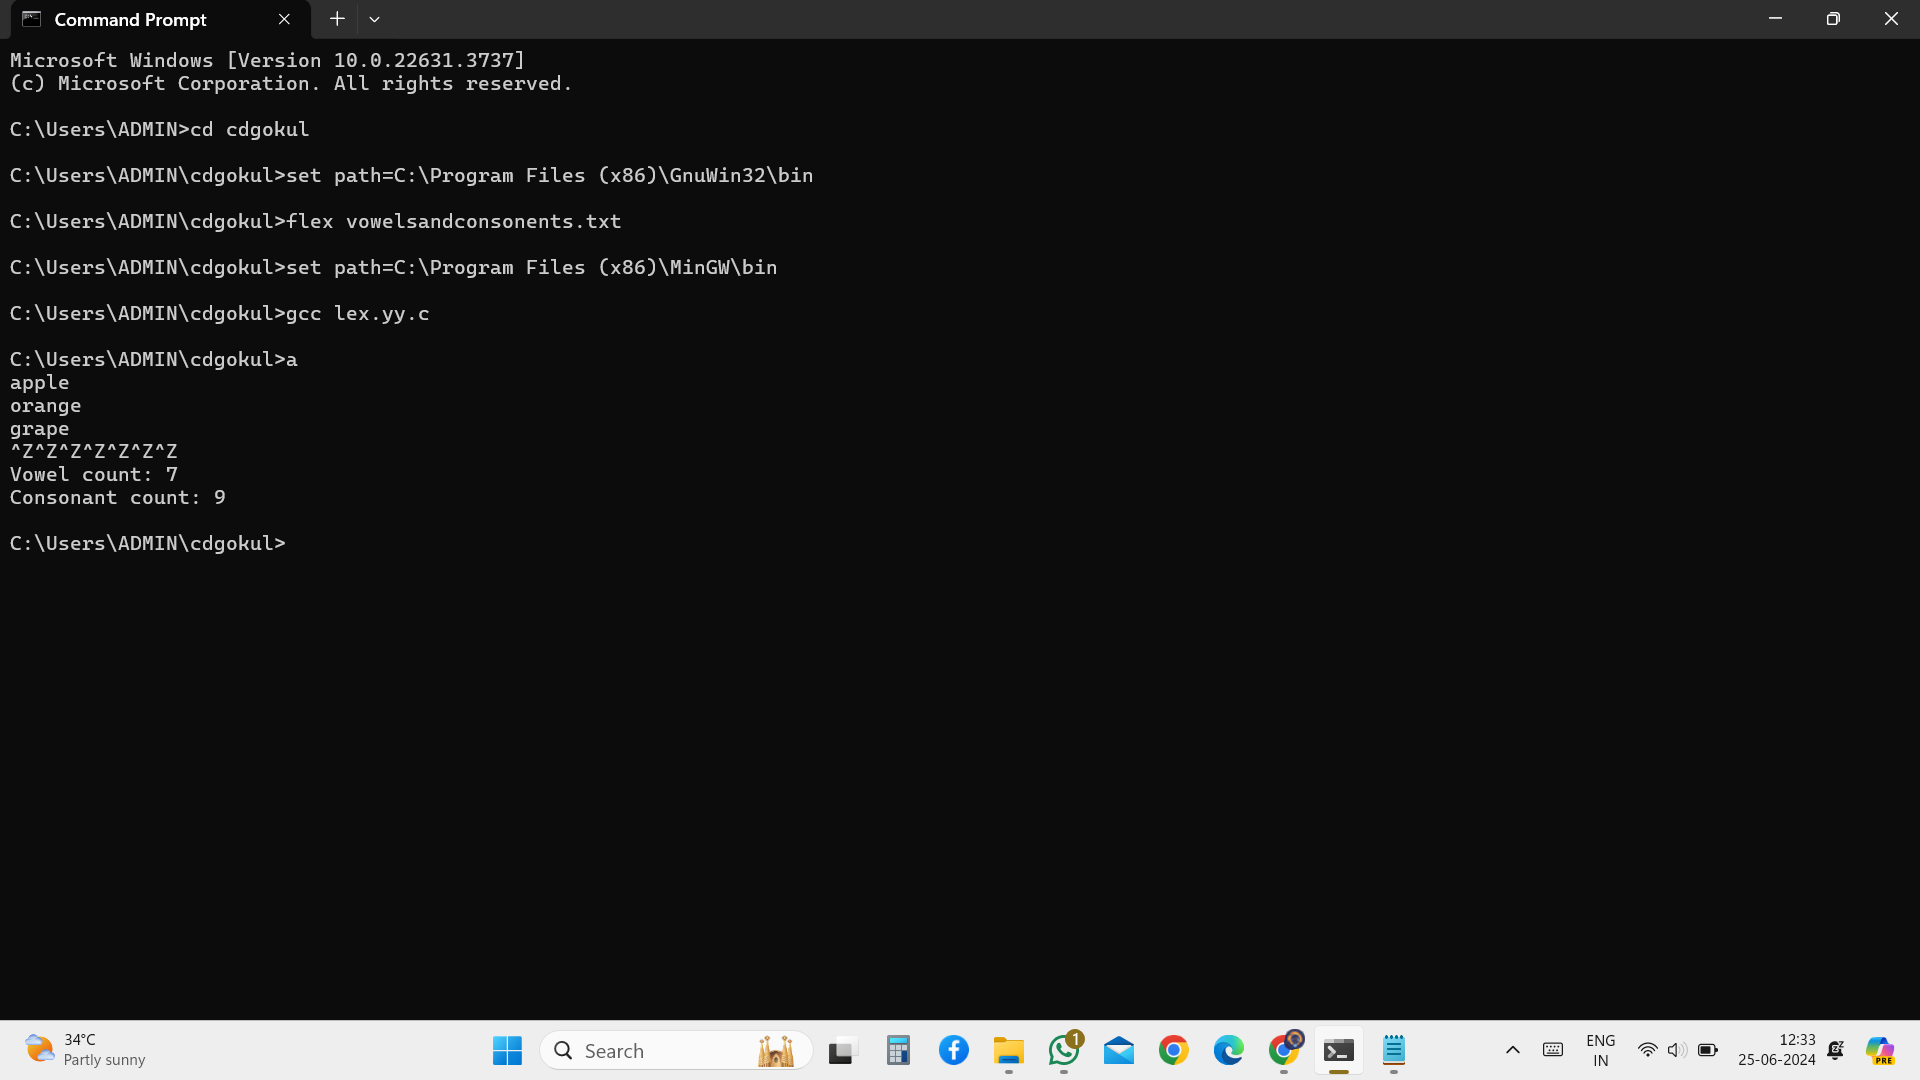 Command Prompt
Microsoft Windows [Version 10.0.22631.3737]
(c) Microsoft Corporation. All rights reserved.
C:\Users\ADMIN>cd cdgokul
C:\Users\ADMIN\cdgokul>set path=C:\Program Files (x86)\GnuWin32\bin
C:\Users\ADMIN\cdgokul>flex vowelsandconsonents.txt
C:\Users\ADMIN\cdgokul>set path=C:\Program Files (x86)\MinGW\bin
C:\Users\ADMIN\cdgokul>gcc lex.yy.c
C:\Users\ADMIN\cdgokul>a
apple
orange
grape
^Z^Z^Z^Z^Z^Z^Z
Vowel count: 7
Consonant count: 9
C:\Users\ADMIN\cdgokul>
34°C
Partly sunny
Search
1
ENG
IN
12:33
25-06-2024
PRE